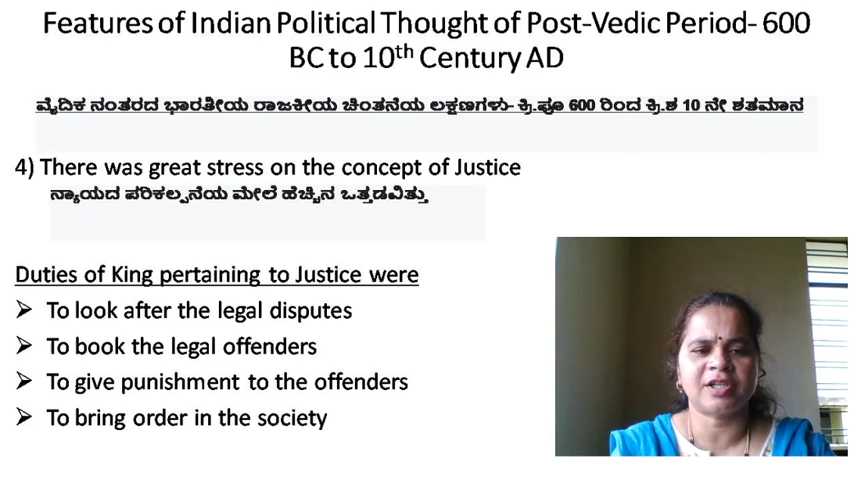 Features of Indian Political Thought of Post-Vedic Period- 600
BC to 10th Century AD
ವೈದಿಕ ನಂತರದ ಭಾರತೀಯ ರಾಜಕೀಯ ಚಿಂತನೆಯ ಲಕ್ಷಣಗಳು- ಕ್ರಿ.ಪೂ 600 ರಿಂದ ಕ್ರಿ.ಶ 10 ನೇ ಶತಮಾನ
4) There was great stress on the concept of Justice
ನ್ಯಾಯದ ಪರಿಕಲ್ಪನೆಯ ಮೇಲೆ ಹೆಚ್ಚಿನ ಒತ್ತಡವಿತ್ತು
Duties of King pertaining to Justice were
➢ To look after the legal disputes
➢ To book the legal offenders
➢ To give punishment to the offenders
➢ To bring order in the society